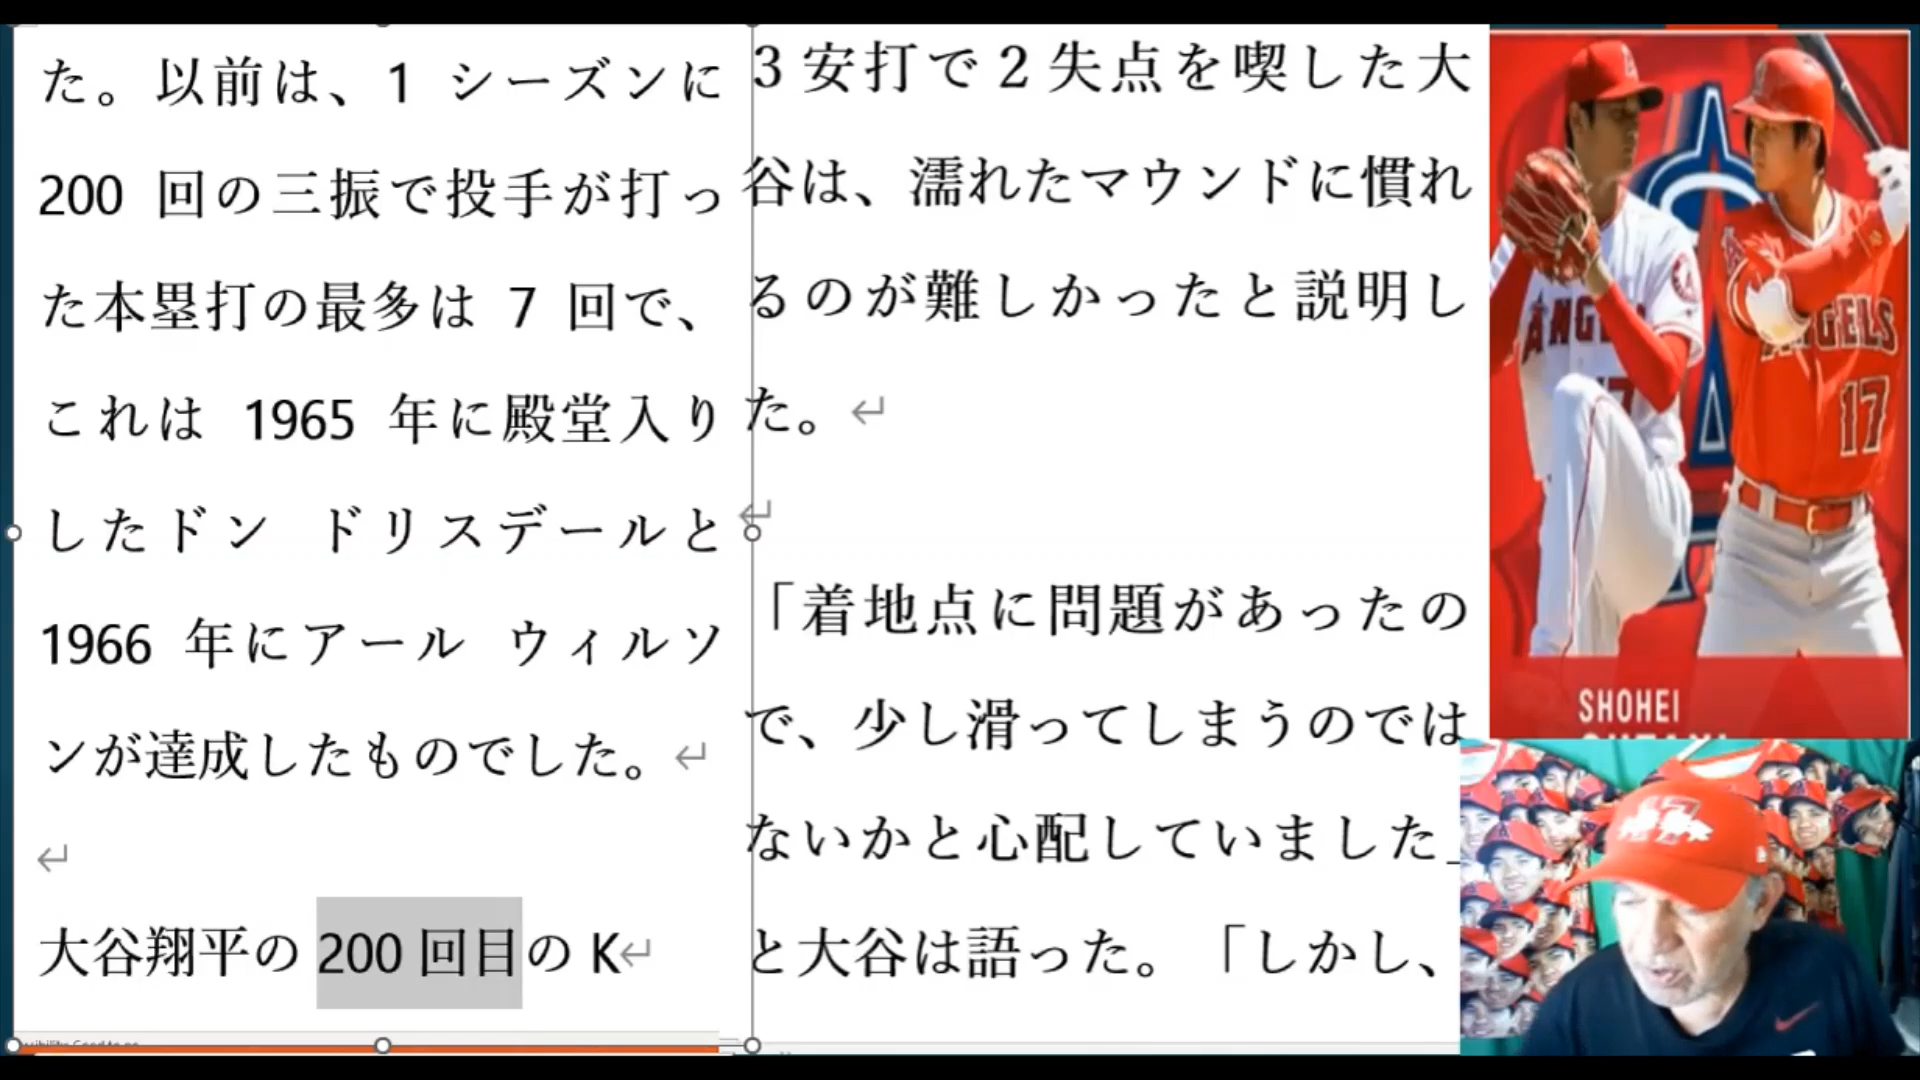 た。以前は、1 シーズンに
200 回の三振で投手が打っ
た本塁打の最多は 7 回で、
これは 1965 年に殿堂入り
したドン ドリスデールと
1966 年にアール ウィルソ
ンが達成したものでした。
大谷翔平の 200 回目の K
3安打で2失点を喫した大
谷は、濡れたマウンドに慣れ
るのが難しかったと説明し
た。
「着地点に問題があったの
で、少し滑ってしまうのでは
ないかと心配していました」
と大谷は語った。「しかし、
ANGELS
17
SHOHEI